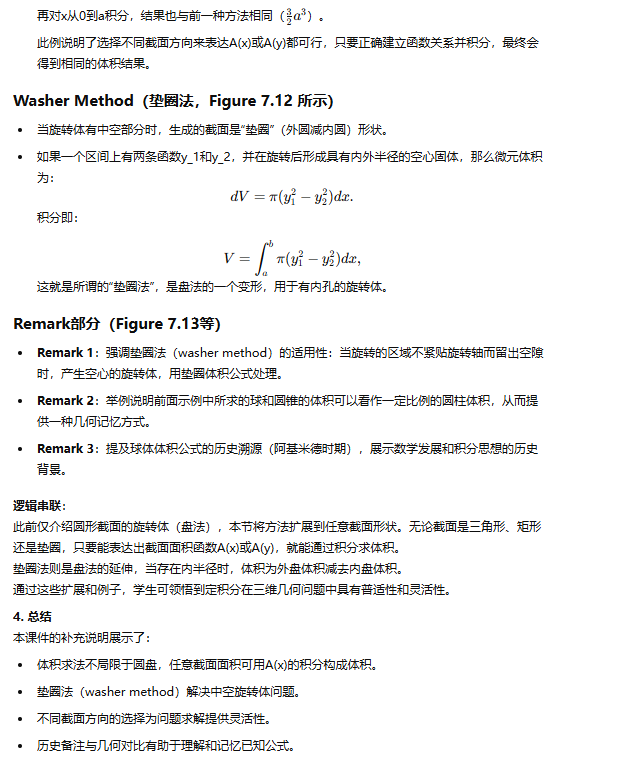 再对x从0到a积分，结果也与前一种方法相同（$\frac{3}{2}a^3$）。
此例说明了选择不同截面方向来表达A(x)或A(y)都可行，只要正确建立函数关系并积分，最终会
得到相同的体积结果。
Washer Method（垫圈法，Figure 7.12 所示）
• 当旋转体有中空部分时，生成的截面是“垫圈”（外圆减内圆）形状。
• 如果一个区间上有两条函数y_1和y_2，并在旋转后形成具有内外半径的空心固体，那么微元体积
为：
$dV = \pi(y_1^2 - y_2^2)dx.$
积分即：
$V = \int_a^b \pi(y_1^2 - y_2^2)dx,$
这就是所谓的“垫圈法”，是盘法的一个变形，用于有内孔的旋转体。
Remark部分（Figure 7.13等）
• Remark 1：强调垫圈法（washer method）的适用性：当旋转的区域不紧贴旋转轴而留出空隙
时，产生空心的旋转体，用垫圈体积公式处理。
• Remark 2：举例说明前面示例中所求的球和圆锥的体积可以看作一定比例的圆柱体积，从而提
供一种几何记忆方式。
• Remark 3：提及球体体积公式的历史溯源（阿基米德时期），展示数学发展和积分思想的历史
背景。
逻辑串联：
此前仅介绍圆形截面的旋转体（盘法），本节将方法扩展到任意截面形状。无论截面是三角形、矩形
还是垫圈，只要能表达出截面面积函数A(x)或A(y)，就能通过积分求体积。
垫圈法则是盘法的延伸，当存在内半径时，体积为外盘体积减去内盘体积。
通过这些扩展和例子，学生可领悟到定积分在三维几何问题中具有普适性和灵活性。
4. 总结
本课件的补充说明展示了：
• 体积求法不局限于圆盘，任意截面面积可用A(x)的积分构成体积。
• 垫圈法（washer method）解决中空旋转体问题。
• 不同截面方向的选择为问题求解提供灵活性。
• 历史备注与几何对比有助于理解和记忆已知公式。